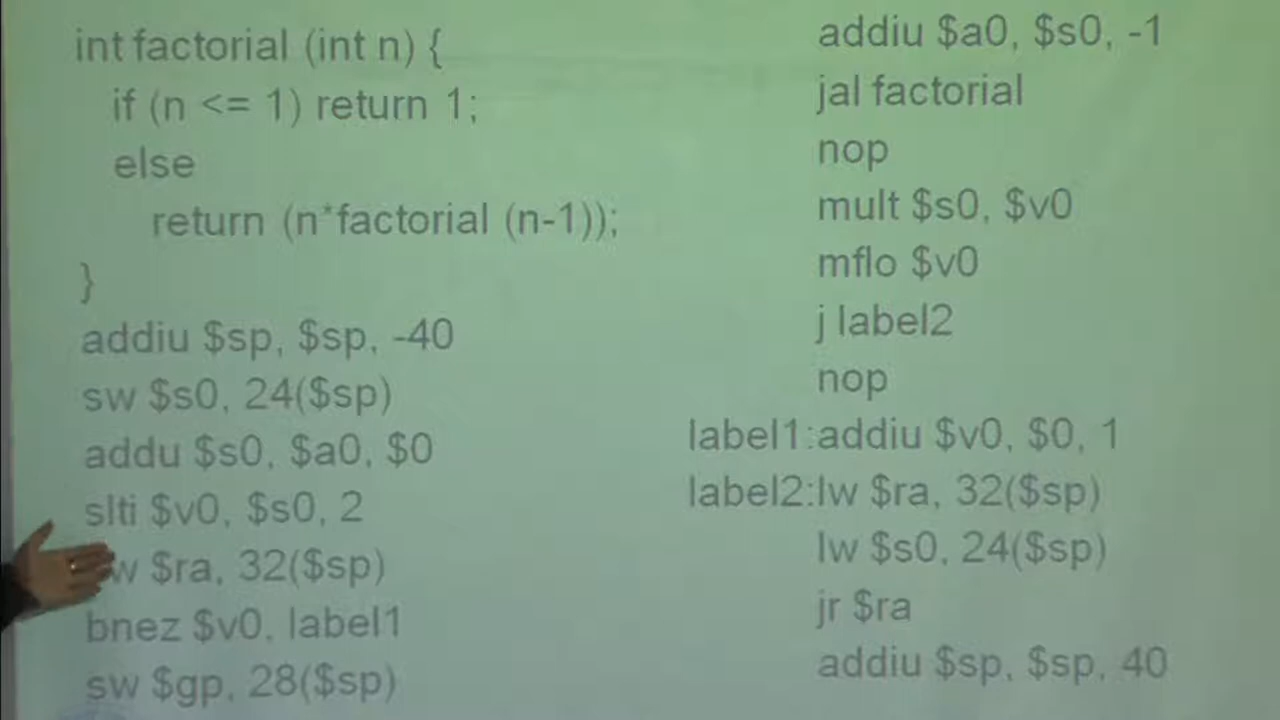 int factorial (int n) {
if (n <= 1) return 1;
else
return (n*factorial (n-1));
}
addiu $sp, $sp, -40
sw $s0, 24($sp)
addu $s0, $a0, $0
slti $v0, $s0, 2
$ra, 32($sp)
bnez $v0, label1
sw $gp, 28($sp)
addiu $a0, $s0, -1
jal factorial
nop
mult $s0, $v0
mflo $v0
j label2
nop
label1:addiu $v0, $0, 1
label2:lw $ra, 32($sp)
lw $s0, 24($sp)
jr $ra
addiu $sp, $sp, 40